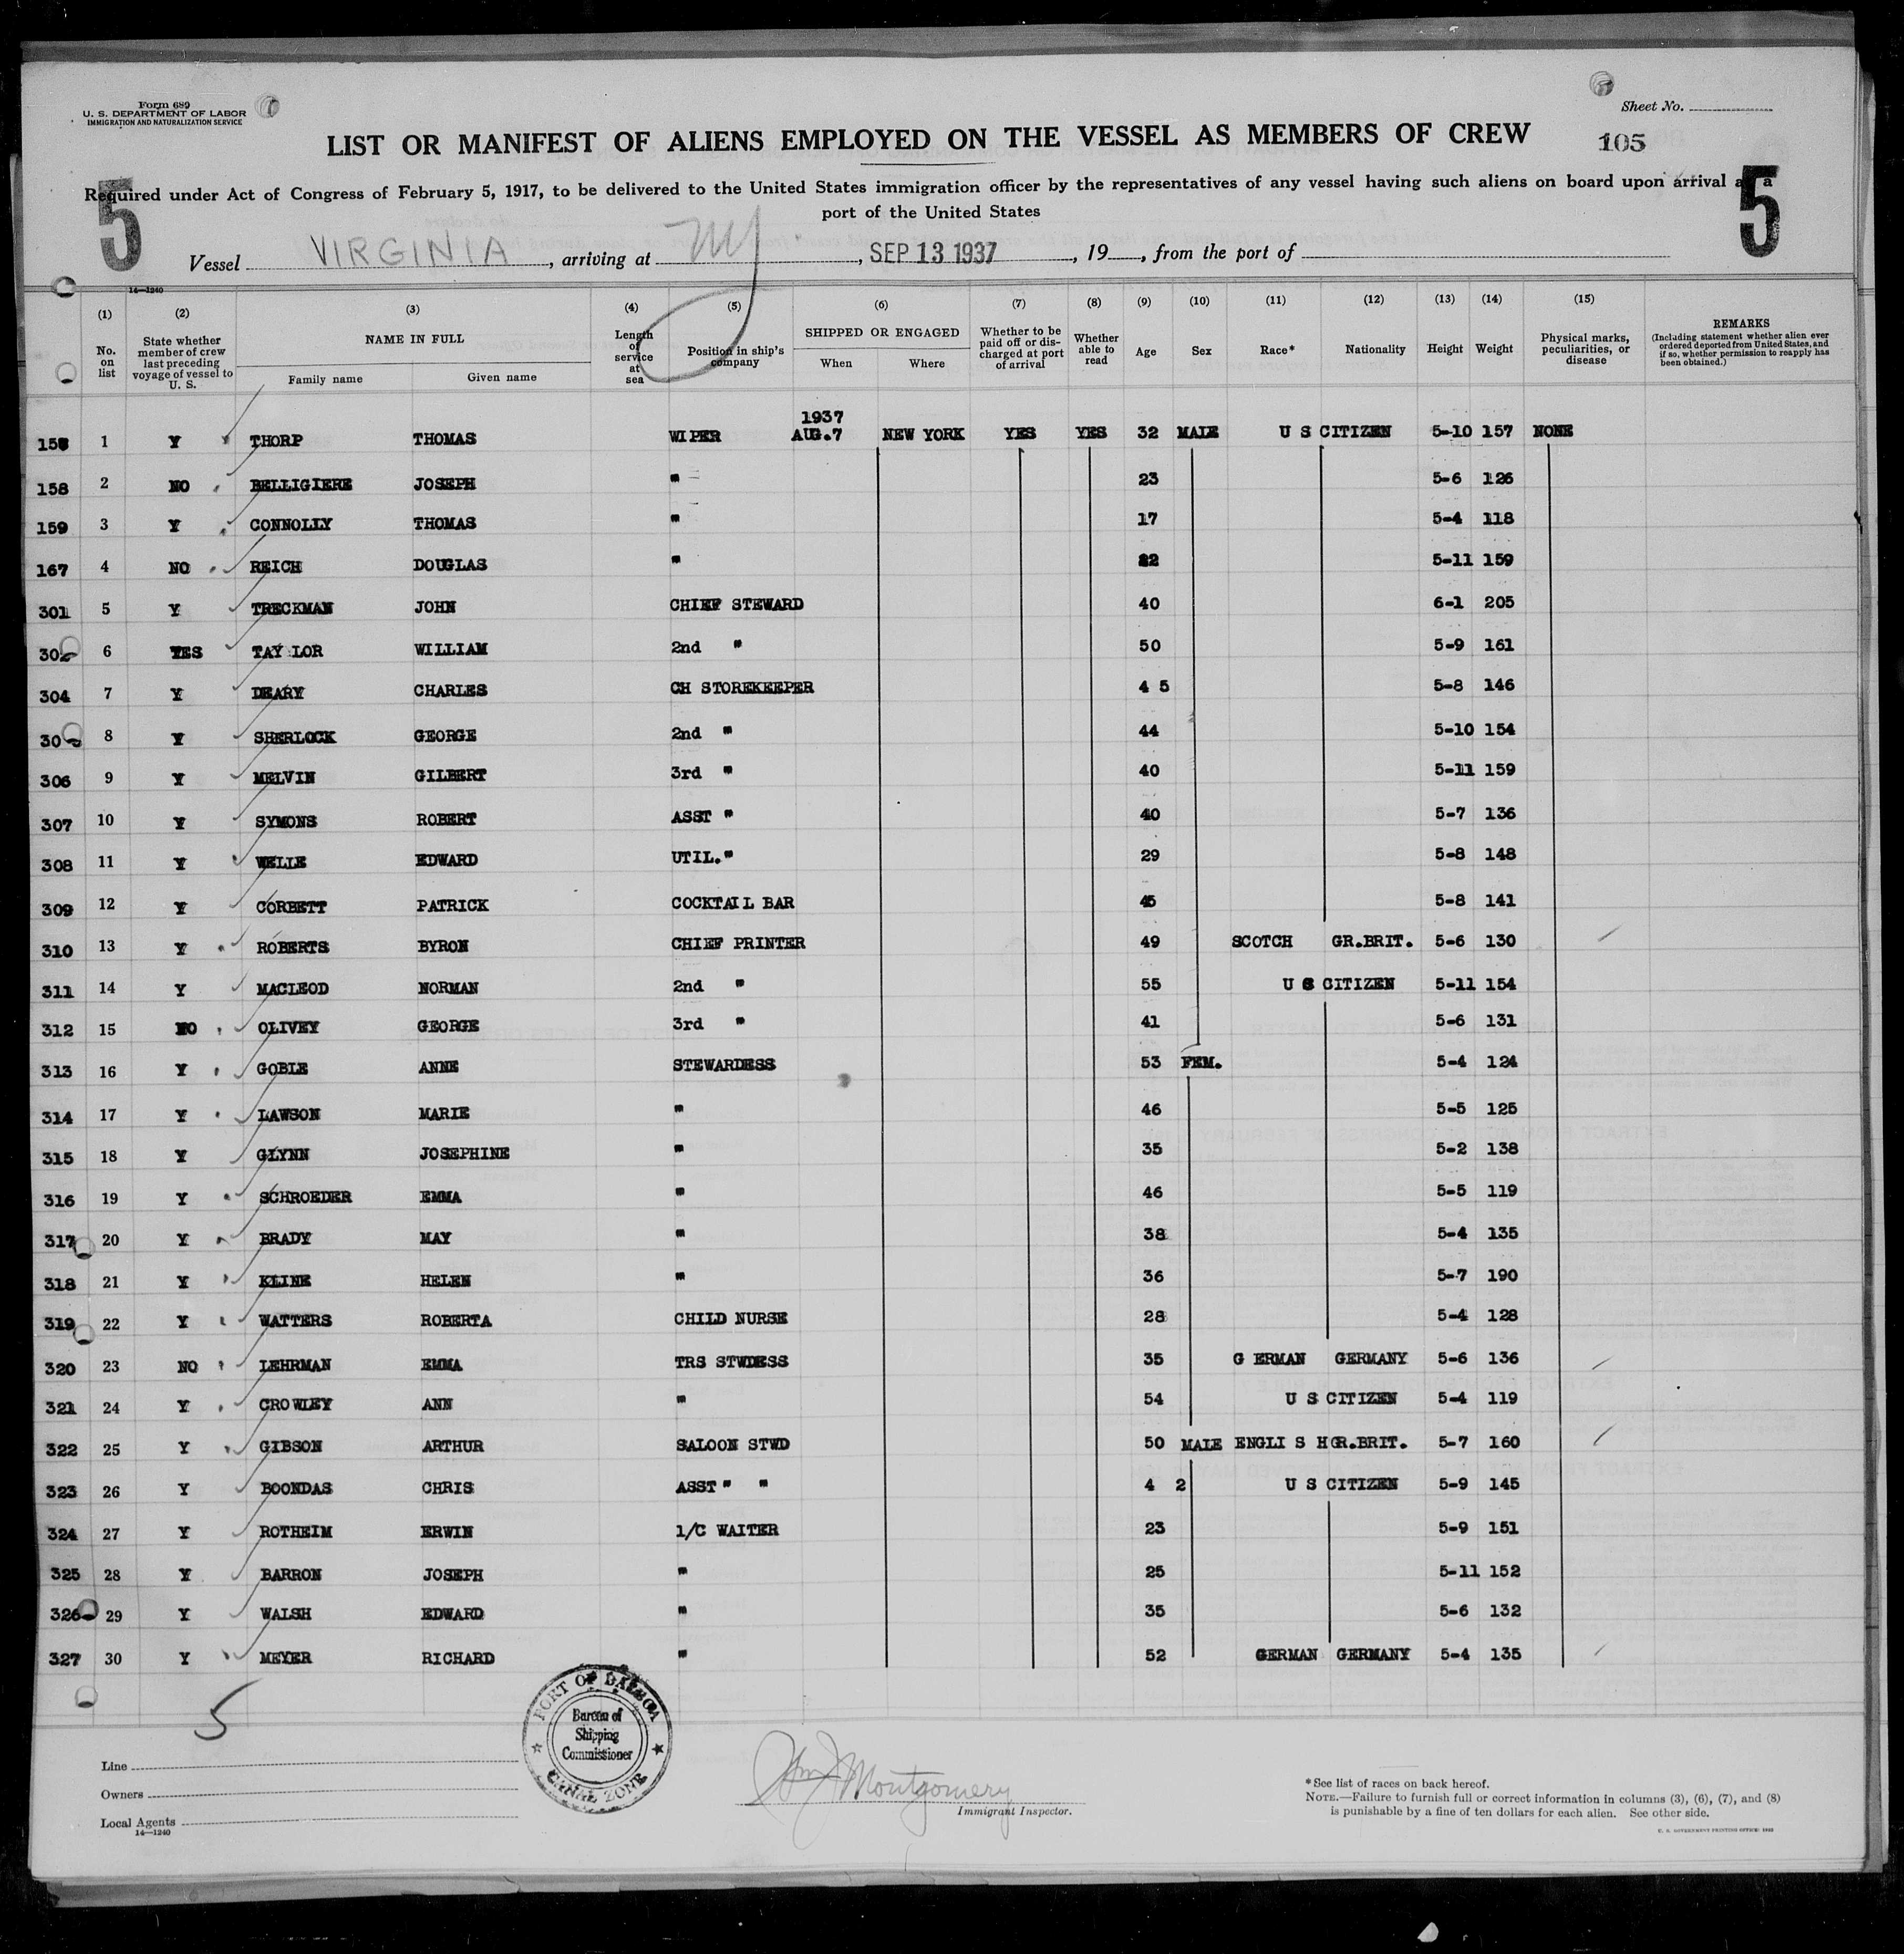 Form 689
U. S. DEPARTMENT OF LABOR
IMMIGRATION AND NATURALIZATION SERVICE
Sheet No.
LIST OR MANIFEST OF ALIENS EMPLOYED ON THE VESSEL AS MEMBERS OF CREW
105
Required under Act of Congress of February 5, 1917, to be delivered to the United States immigration officer by the representatives of any vessel having such aliens on board upon arrival at a
port of the United States
5 5
Vessel VIRGINIA, arriving at NY, SEP 13 1937, 19, from the port of
14—1240
(1) (2) (3) (4) (5) (6) (7) (8) (9) (10) (11) (12) (13) (14) (15)
No. on list State whether member of crew last preceding voyage of vessel to U. S. NAME IN FULL Family name Given name Length of service at sea Position in ship's company SHIPPED OR ENGAGED When Where Whether to be paid off or discharged at port of arrival Whether able to read Age Sex Race* Nationality Height Weight Physical marks, peculiarities, or disease REMARKS (Including statement whether alien ever ordered deported from United States, and if so, whether permission to reapply has been obtained.)
1937
1 Y THORP THOMAS WIPER AUG.7 NEW YORK YES YES 32 MALE U S CITIZEN 5-10 157 NONE
158 2 NO BELLIGIERE JOSEPH " 23 5-6 126
159 3 Y CONNOLLY THOMAS " 17 5-4 118
167 4 NO REICH DOUGLAS " 22 5-11 159
301 5 Y TRECKMAN JOHN CHIEF STEWARD 40 6-1 205
6 YES TAYLOR WILLIAM 2nd " 50 5-9 161
304 7 Y DEARY CHARLES CH STOREKEEPER 4 5 5-8 146
8 Y SHERLOCK GEORGE 2nd " 44 5-10 154
306 9 Y MELVIN GILBERT 3rd " 40 5-11 159
307 10 Y SYMONS ROBERT ASST " 40 5-7 136
308 11 Y WELLE EDWARD UTIL." 29 5-8 148
309 12 Y CORBETT PATRICK COCKTAIL BAR 45 5-8 141
310 13 Y ROBERTS BYRON CHIEF PRINTER 49 SCOTCH GR.BRIT. 5-6 130
311 14 Y MACLEOD NORMAN 2nd " 55 U S CITIZEN 5-11 154
312 15 NO OLIVEY GEORGE 3rd " 41 5-6 131
313 16 Y GOBLE ANNE STEWARDESS 53 FEM. 5-4 124
314 17 Y LAWSON MARIE " 46 5-5 125
315 18 Y GLYNN JOSEPHINE " 35 5-2 138
316 19 Y SCHROEDER EMMA " 46 5-5 119
317 20 Y BRADY MAY " 38 5-4 135
318 21 Y KLINE HELEN " 36 5-7 190
319 22 Y WATTERS ROBERTA CHILD NURSE 28 5-4 128
320 23 NO LEHRMAN EMMA TRS STWDESS 35 G ERMAN GERMANY 5-6 136
321 24 Y CROWLEY ANN " 54 U S CITIZEN 5-4 119
322 25 Y GIBSON ARTHUR SALOON STWD 50 MALE ENGLI S H GR.BRIT. 5-7 160
323 26 Y BOONDAS CHRIS ASST " " 4 2 U S CITIZEN 5-9 145
324 27 Y ROTHEIM ERWIN 1/C WAITER 23 5-9 151
325 28 Y BARRON JOSEPH " 25 5-11 152
326 29 Y WALSH EDWARD " 35 5-6 132
327 30 Y MEYER RICHARD " 52 GERMAN GERMANY 5-4 135
5
PORT OF BALBOA
Bureau of
Shipping
Commissioner
CANAL ZONE
Line
Owners
Local Agents
14—1240
Wm J Montgomery
Immigrant Inspector.
*See list of races on back hereof.
NOTE.—Failure to furnish full or correct information in columns (3), (6), (7), and (8)
is punishable by a fine of ten dollars for each alien. See other side.
U. S. GOVERNMENT PRINTING OFFICE